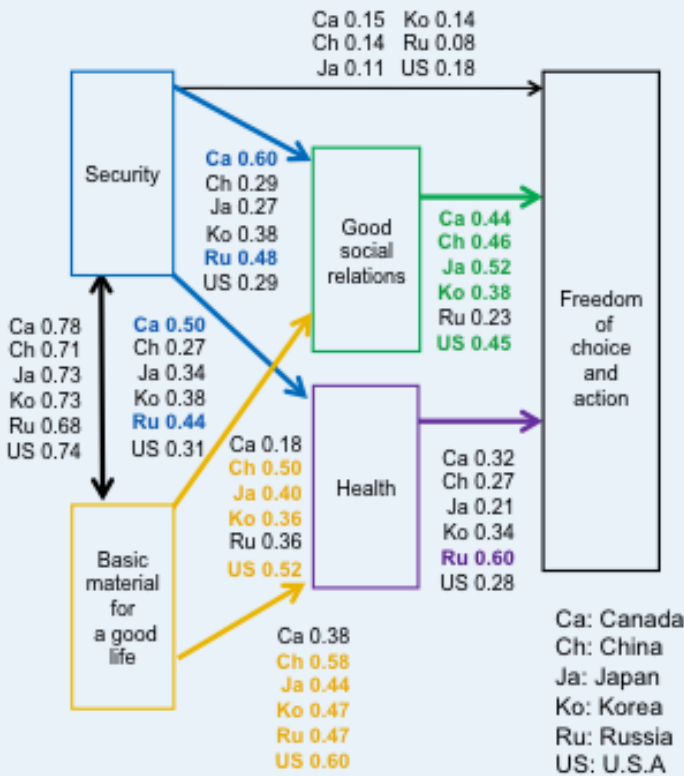 Ca 0.15 Ko 0.14
Ch 0.14 Ru 0.08
Ja 0.11 US 0.18
Security
Ca 0.60
Ch 0.29
Ja 0.27
Ko 0.38
Ru 0.48
US 0.29
Good
social
relations
Ca 0.44
Ch 0.46
Ja 0.52
Ko 0.38
Ru 0.23
US 0.45
Freedom
of
choice
and
action
Ca 0.78
Ch 0.71
Ja 0.73
Ko 0.73
Ru 0.68
US 0.74
Ca 0.50
Ch 0.27
Ja 0.34
Ko 0.38
Ru 0.44
US 0.31
Ca 0.18
Ch 0.50
Ja 0.40
Ko 0.36
Ru 0.36
US 0.52
Health
Ca 0.32
Ch 0.27
Ja 0.21
Ko 0.34
Ru 0.60
US 0.28
Basic
material
for
a good
life
Ca 0.38
Ch 0.58
Ja 0.44
Ko 0.47
Ru 0.47
US 0.60
Ca: Canada
Ch: China
Ja: Japan
Ko: Korea
Ru: Russia
US: U.S.A